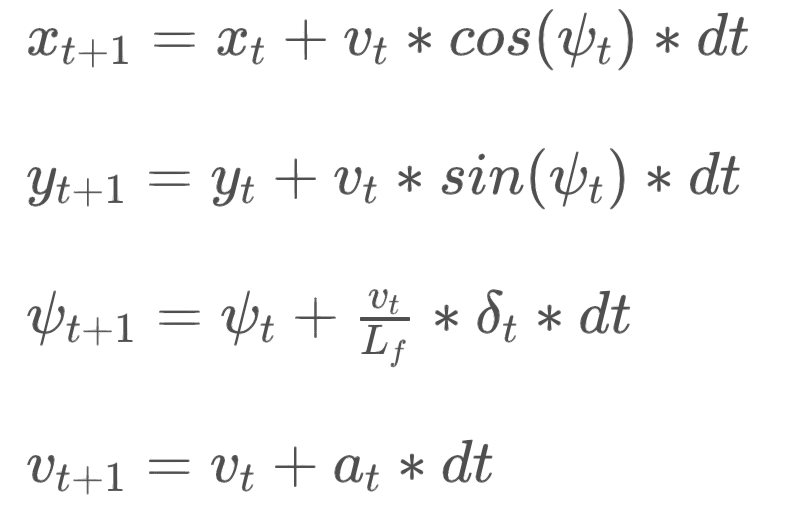 x_{t+1} = x_t + v_t * cos(ψ_t) * dt
y_{t+1} = y_t + v_t * sin(ψ_t) * dt
ψ_{t+1} = ψ_t + \frac{v_t}{L_f} * δ_t * dt
v_{t+1} = v_t + a_t * dt